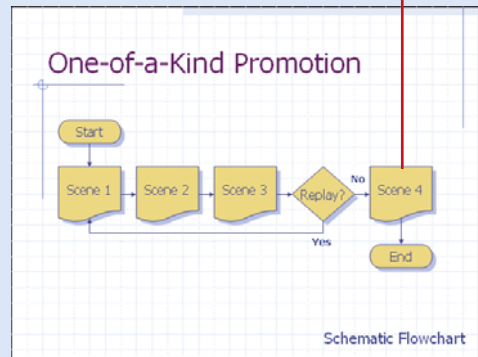 One-of-a-Kind Promotion
Start
Scene 1
Scene 2
Scene 3
Replay?
No
Scene 4
Yes
End
Schematic Flowchart